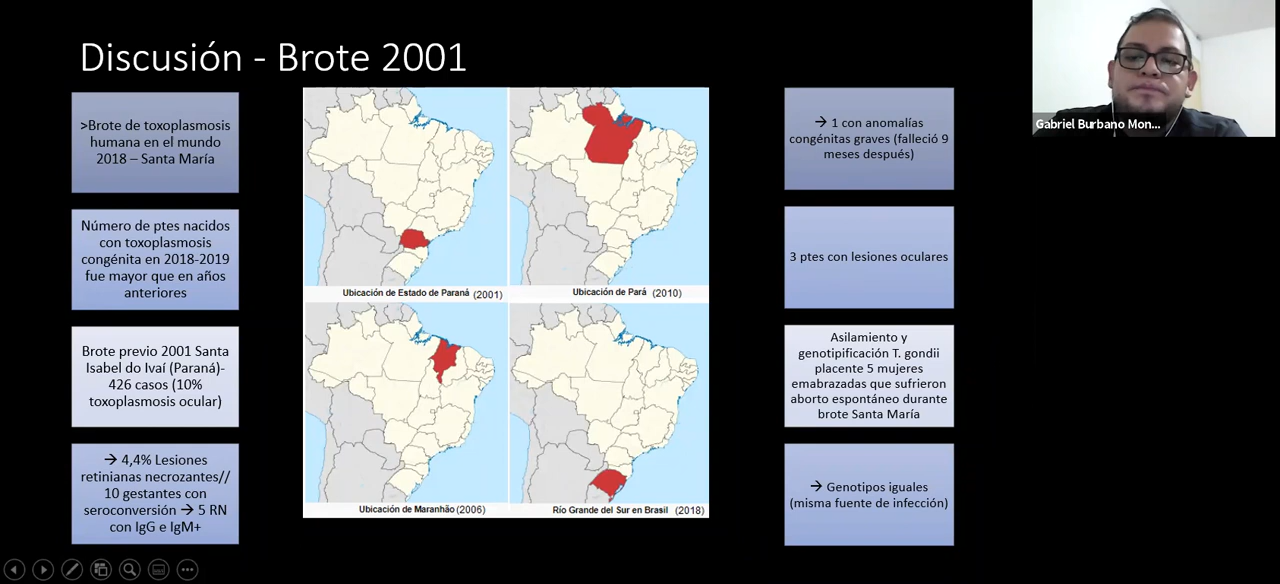 Discusión - Brote 2001
>Brote de toxoplasmosis
humana en el mundo
2018 – Santa María
Número de ptes nacidos
con toxoplasmosis
congénita en 2018-2019
fue mayor que en años
anteriores
Brote previo 2001 Santa
Isabel do Ivaí (Paraná)-
426 casos (10%
toxoplasmosis ocular)
→ 4,4% Lesiones
retinianas necrozantes//
10 gestantes con
seroconversión → 5 RN
con IgG e IgM+
Ubicación de Estado de Paraná (2001)
Ubicación de Pará (2010)
Ubicación de Maranhão (2006)
Río Grande del Sur en Brasil (2018)
→ 1 con anomalías
congénitas graves (falleció 9
meses después)
3 ptes con lesiones oculares
Asilamiento y
genotipificación T. gondii
placente 5 mujeres
emabrazadas que sufrieron
aborto espontáneo durante
brote Santa María
→ Genotipos iguales
(misma fuente de infección)
Gabriel Burbano Mon...